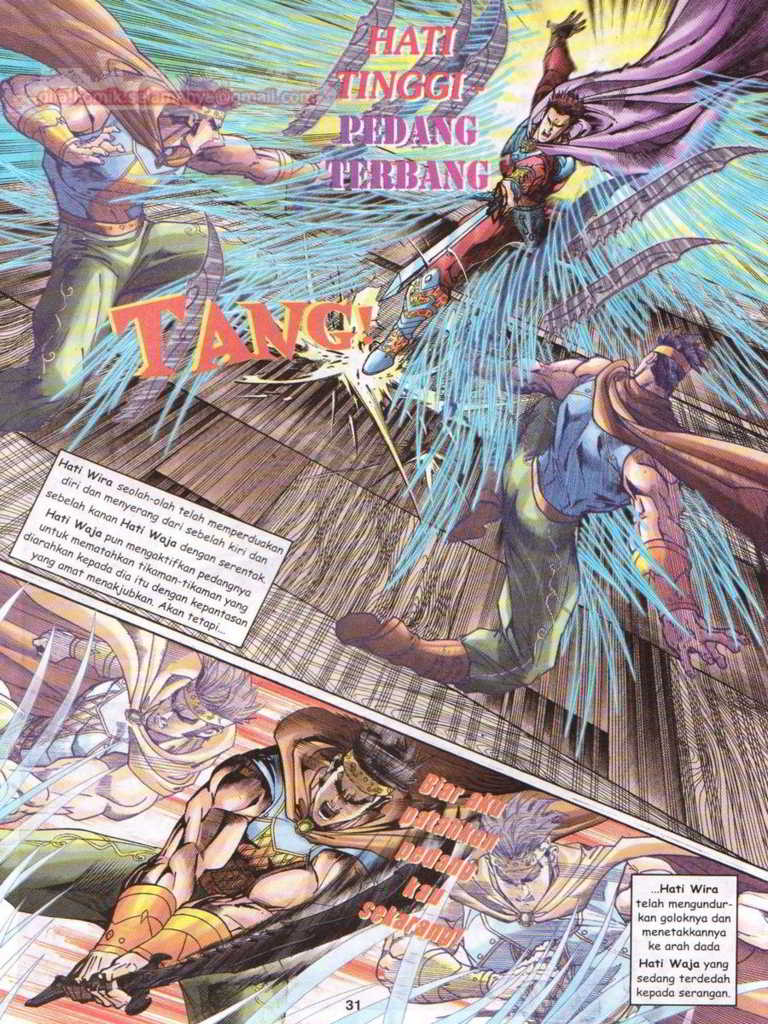 HATI
TINGGI -
PEDANG
TERBANG
TANG!
Hati Wira seolah-olah telah memperduakan
diri dan menyerang dari sebelah kiri dan
sebelah kanan Hati Waja dengan serentak.
Hati Waja pun mengaktifkan pedangnya
untuk mematahkan tikaman-tikaman yang
diarahkan kepada dia itu dengan kepantasan
yang amat menakjubkan. Akan tetapi...
Biar aku
patahkan
pedang
kau
sekarang!
...Hati Wira
telah mengundur-
kan goloknya dan
menetakkannya
ke arah dada
Hati Waja yang
sedang terdedah
kepada serangan.
31